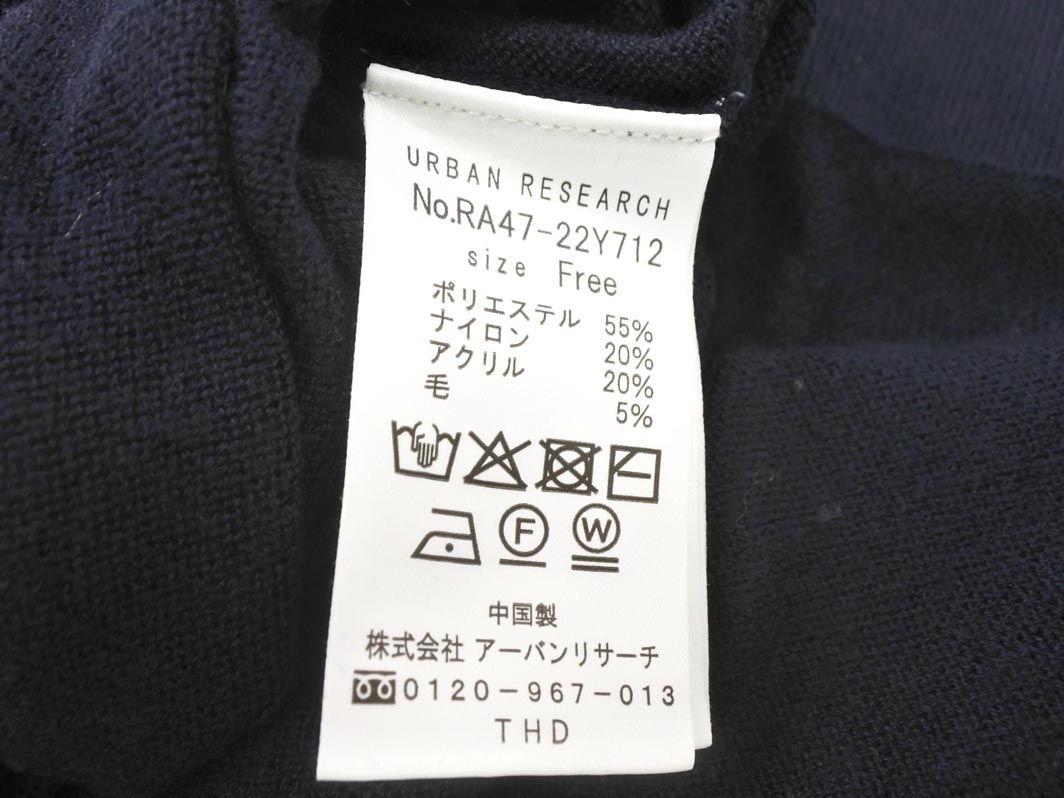 URBAN RESEARCH
No.RA47-22Y712
size Free
ポリエステル 55%
ナイロン 20%
アクリル 20%
毛 5%
F W
中国製
株式会社 アーバンリサーチ
0120-967-013
THD